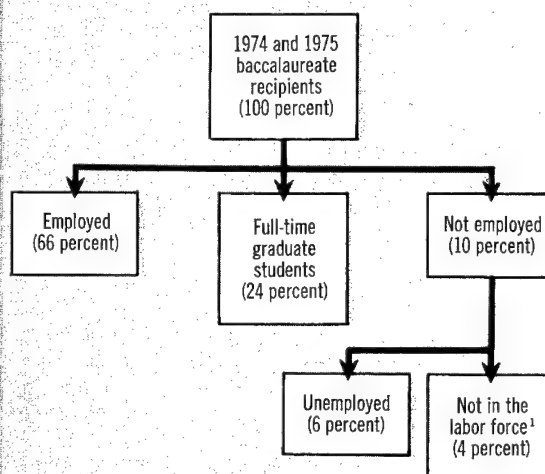 1974 and 1975
baccalaureate
recipients
(100 percent)
Employed
(66 percent)
Full-time
graduate
students
(24 percent)
Not employed
(10 percent)
Unemployed
(6 percent)
Not in the
labor force¹
(4 percent)